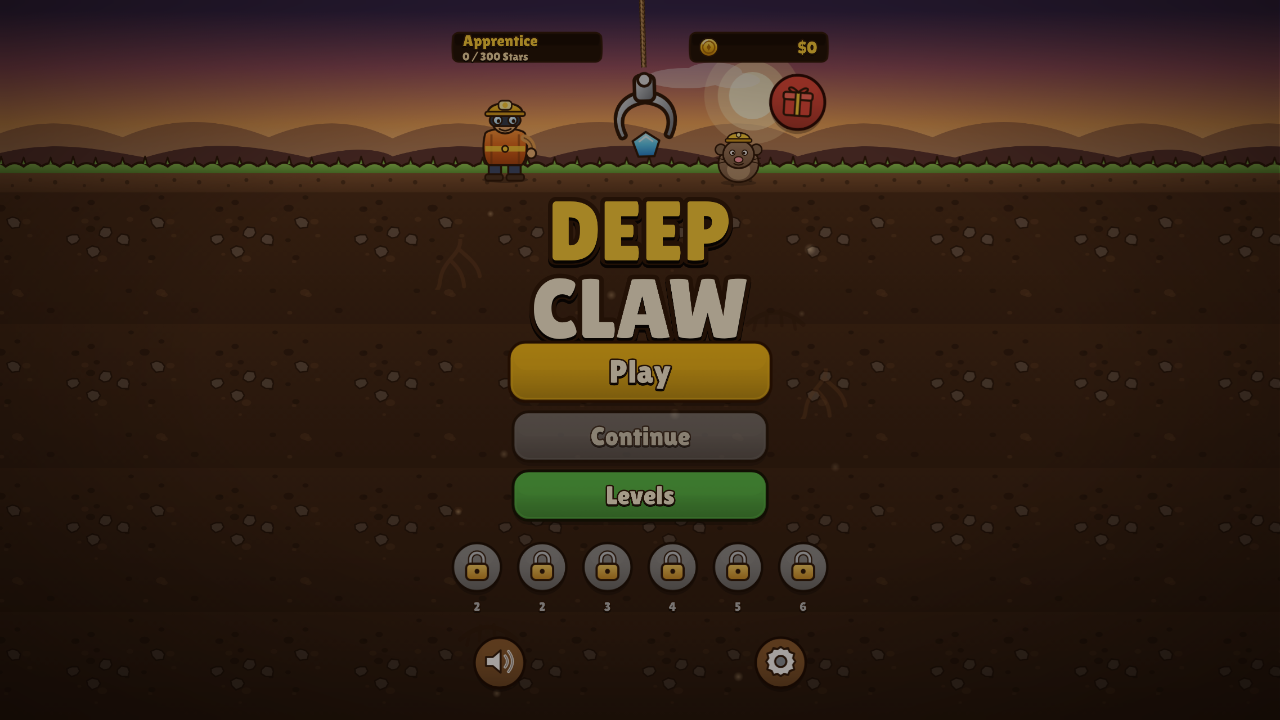 Apprentice
0 / 300 Stars
$0
DEEP
CLAW
Play
Continue
Levels
2 2 3 4 5 6